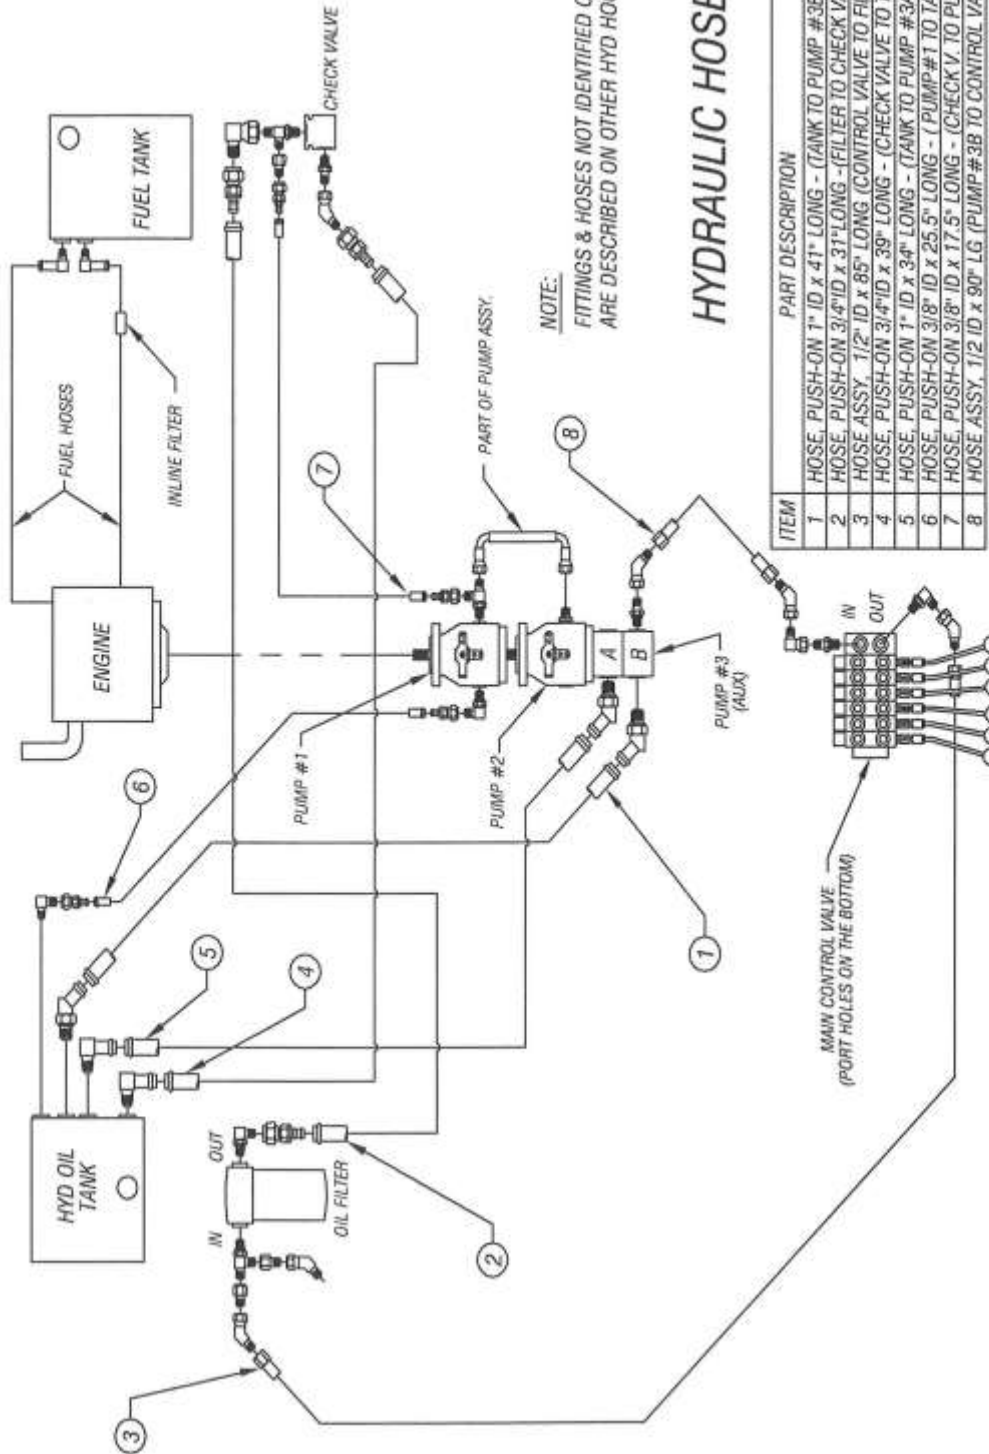 FUEL TANK
FUEL HOSES
INLINE FILTER
ENGINE
CHECK VALVE
NOTE:
FITTINGS & HOSES NOT IDENTIFIED
ARE DESCRIBED ON OTHER HYD
HYDRAULIC HOSE
7
PART OF PUMP ASSY.
8
PUMP #1
PUMP #2
A
B
PUMP #3
(AUX)
6
5
4
1
HYD OIL
TANK
IN
OUT
OIL FILTER
2
3
MAIN CONTROL VALVE
(PORT HOLES ON THE BOTTOM)
IN
OUT
ITEM PART DESCRIPTION
1 HOSE, PUSH-ON 1" ID x 41" LONG - (TANK TO PUMP #3B
2 HOSE, PUSH-ON 3/4"ID x 31"LONG -(FILTER TO CHECK
3 HOSE ASSY, 1/2" ID x 85" LONG (CONTROL VALVE TO
4 HOSE, PUSH-ON 3/4"ID x 39" LONG - (CHECK VALVE TO
5 HOSE, PUSH-ON 1" ID x 34" LONG - (TANK TO PUMP #3A
6 HOSE, PUSH-ON 3/8" ID x 25.5" LONG - ( PUMP#1 TO
7 HOSE, PUSH-ON 3/8" ID x 17.5" LONG - (CHECK V. TO
8 HOSE ASSY, 1/2 ID x 90" LG (PUMP#3B TO CONTROL